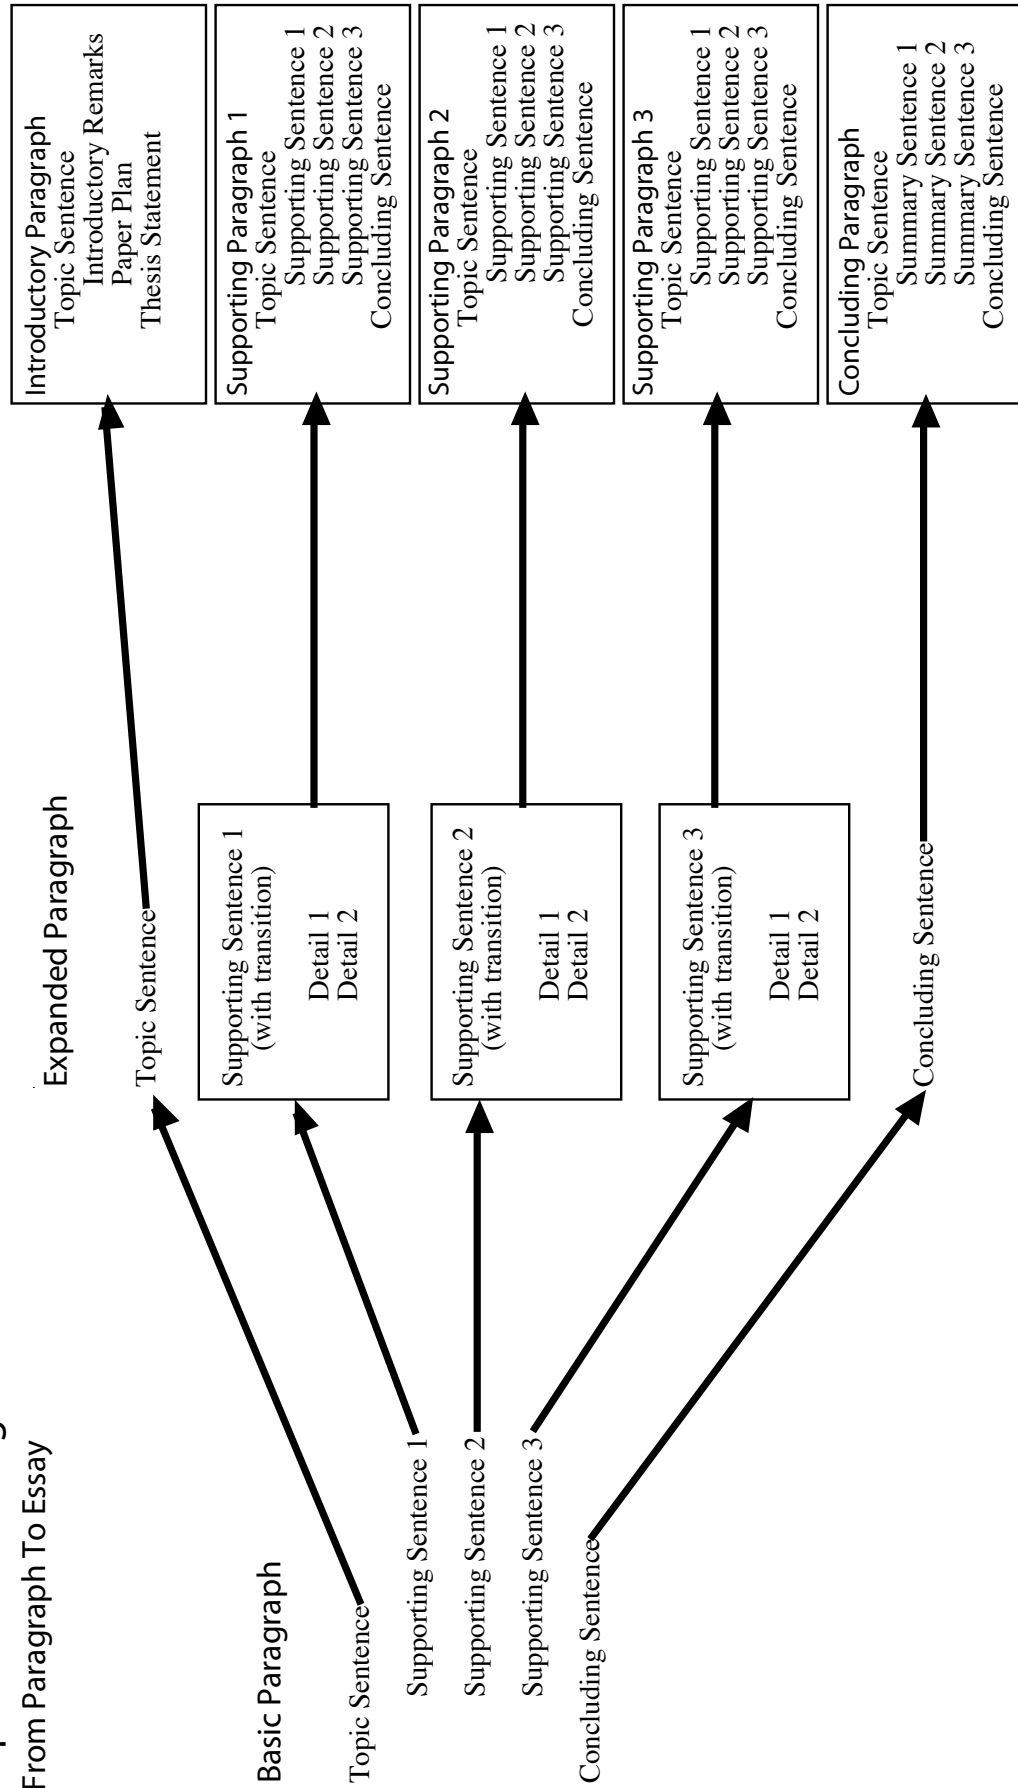 From Paragraph To Essay
Basic Paragraph
Topic Sentence
Supporting Sentence 1
Supporting Sentence 2
Supporting Sentence 3
Concluding Sentence
Expanded Paragraph
Topic Sentence
Supporting Sentence 1
(with transition)
Detail 1
Detail 2
Supporting Sentence 2
(with transition)
Detail 1
Detail 2
Supporting Sentence 3
(with transition)
Detail 1
Detail 2
Concluding Sentence
Introductory Paragraph
Topic Sentence
Introductory Remarks
Paper Plan
Thesis Statement
Supporting Paragraph 1
Topic Sentence
Supporting Sentence 1
Supporting Sentence 2
Supporting Sentence 3
Concluding Sentence
Supporting Paragraph 2
Topic Sentence
Supporting Sentence 1
Supporting Sentence 2
Supporting Sentence 3
Concluding Sentence
Supporting Paragraph 3
Topic Sentence
Supporting Sentence 1
Supporting Sentence 2
Supporting Sentence 3
Concluding Sentence
Concluding Paragraph
Topic Sentence
Summary Sentence 1
Summary Sentence 2
Summary Sentence 3
Concluding Sentence